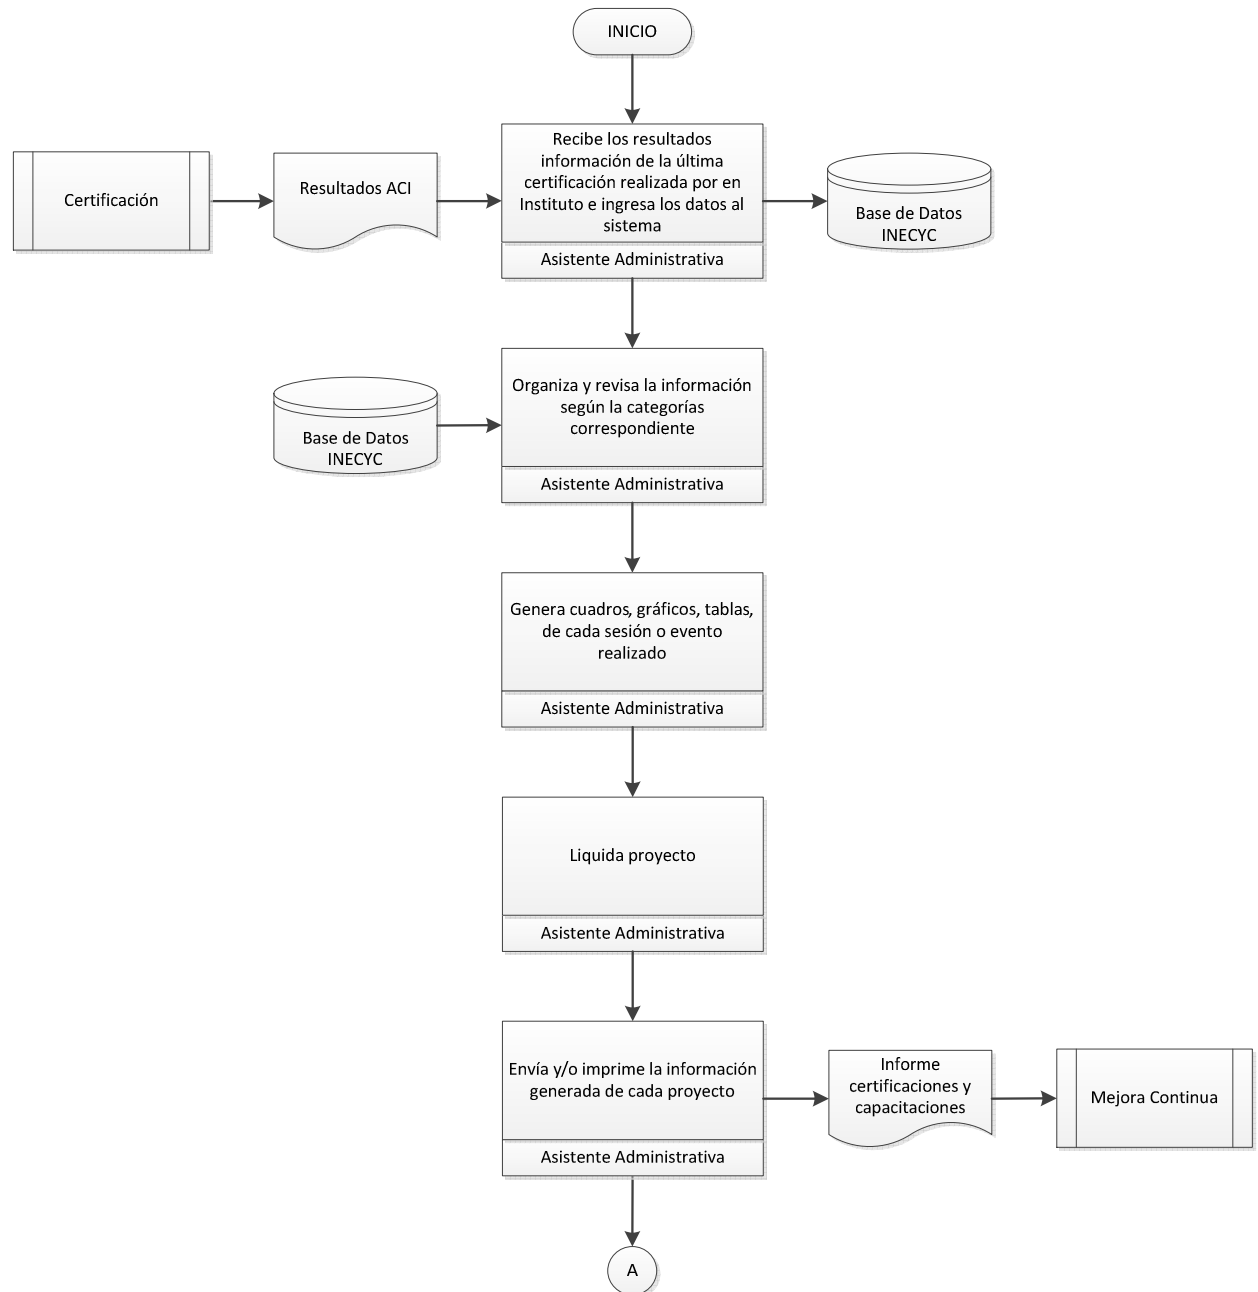 INICIO
Certificación
Resultados ACI
Recibe los resultados
información de la última
certificación realizada por en
Instituto e ingresa los datos al
sistema
Asistente Administrativa
Base de Datos
INECYC
Base de Datos
INECYC
Organiza y revisa la información
según la categorías
correspondiente
Asistente Administrativa
Genera cuadros, gráficos, tablas,
de cada sesión o evento
realizado
Asistente Administrativa
Liquida proyecto
Asistente Administrativa
Envía y/o imprime la información
generada de cada proyecto
Asistente Administrativa
Informe
certificaciones y
capacitaciones
Mejora Continua
A